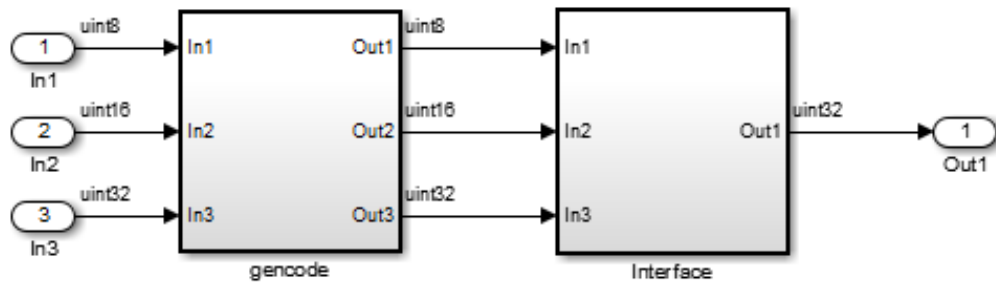 uint8 uint8
1 In1 Out1 In1
In1
uint16 uint16 uint32
2 In2 Out2 In2 Out1 1
In2 Out1
uint32 uint32
3 In3 Out3 In3
In3
gencode Interface